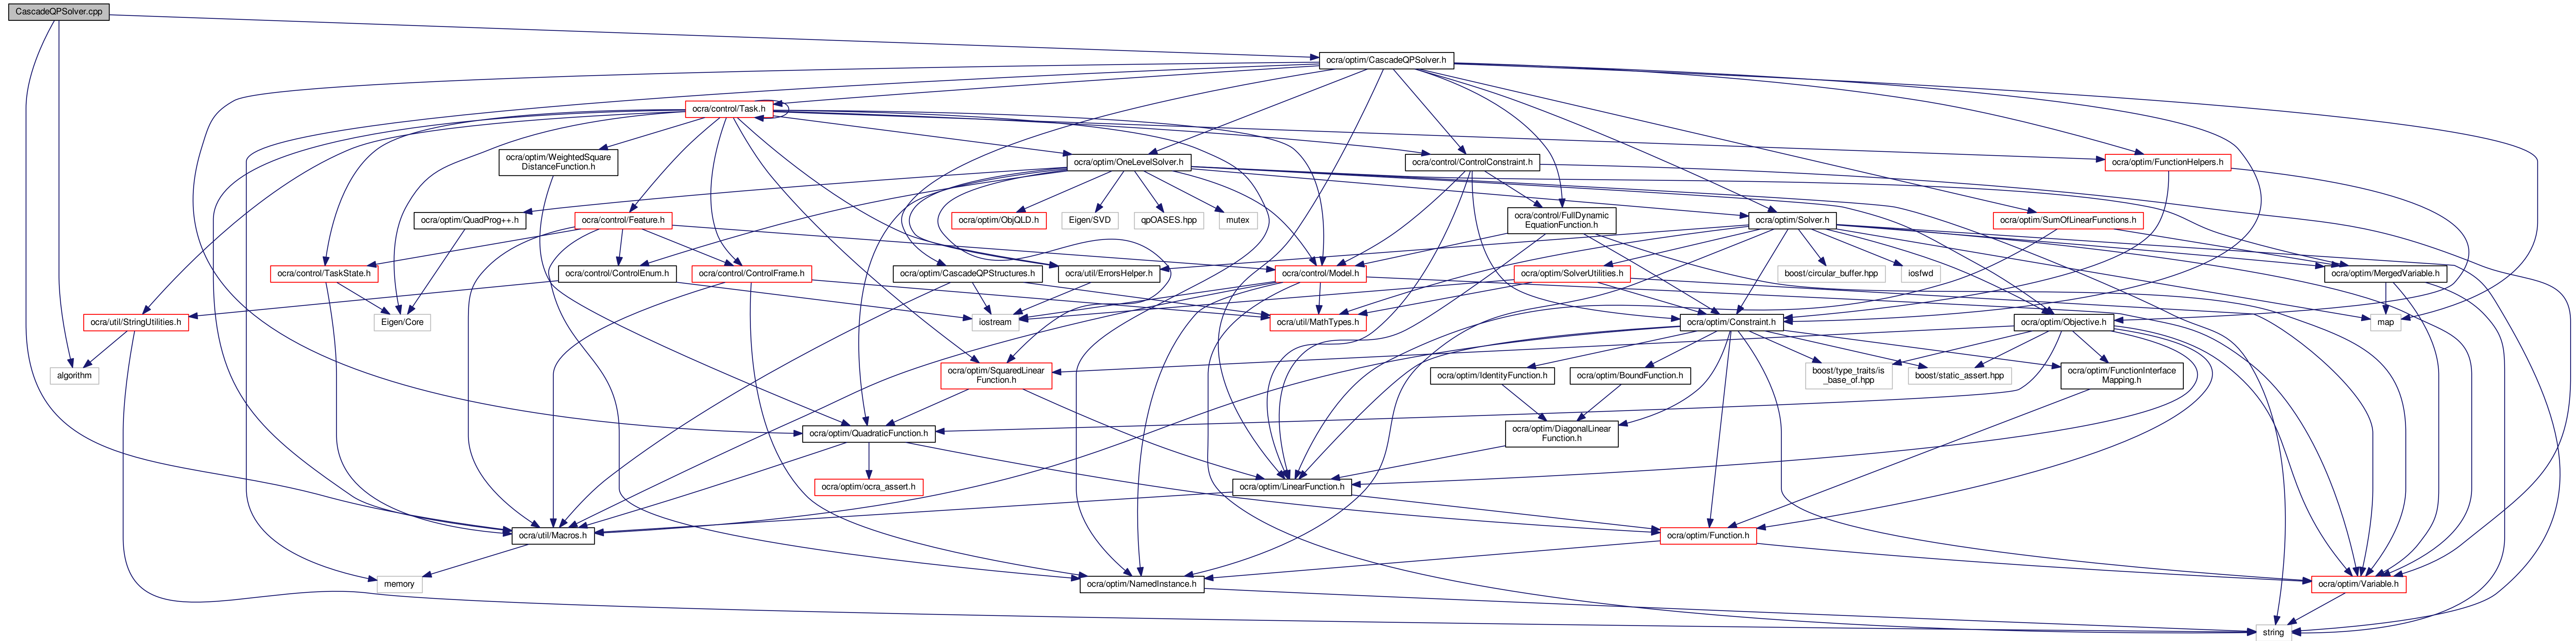 CascadeQPSolver.cpp
ocra/optim/CascadeQPSolver.h
ocra/control/Task.h
ocra/optim/WeightedSquare
DistanceFunction.h
ocra/optim/OneLevelSolver.h
ocra/control/ControlConstraint.h
ocra/optim/FunctionHelpers.h
ocra/optim/QuadProg++.h
ocra/control/Feature.h
ocra/optim/ObjQLD.h
Eigen/SVD
qpOASES.hpp
mutex
ocra/control/FullDynamic
EquationFunction.h
ocra/optim/Solver.h
ocra/optim/SumOfLinearFunctions.h
ocra/control/TaskState.h
ocra/control/ControlEnum.h
ocra/control/ControlFrame.h
ocra/optim/CascadeQPStructures.h
ocra/util/ErrorsHelper.h
ocra/control/Model.h
ocra/optim/SolverUtilities.h
boost/circular_buffer.hpp
iosfwd
ocra/optim/MergedVariable.h
ocra/util/StringUtilities.h
Eigen/Core
iostream
ocra/util/MathTypes.h
ocra/optim/Constraint.h
ocra/optim/Objective.h
map
algorithm
ocra/optim/SquaredLinear
Function.h
ocra/optim/IdentityFunction.h
ocra/optim/BoundFunction.h
boost/type_traits/is
_base_of.hpp
boost/static_assert.hpp
ocra/optim/FunctionInterface
Mapping.h
ocra/optim/QuadraticFunction.h
ocra/optim/DiagonalLinear
Function.h
ocra/optim/ocra_assert.h
ocra/optim/LinearFunction.h
ocra/util/Macros.h
ocra/optim/Function.h
memory
ocra/optim/NamedInstance.h
ocra/optim/Variable.h
string